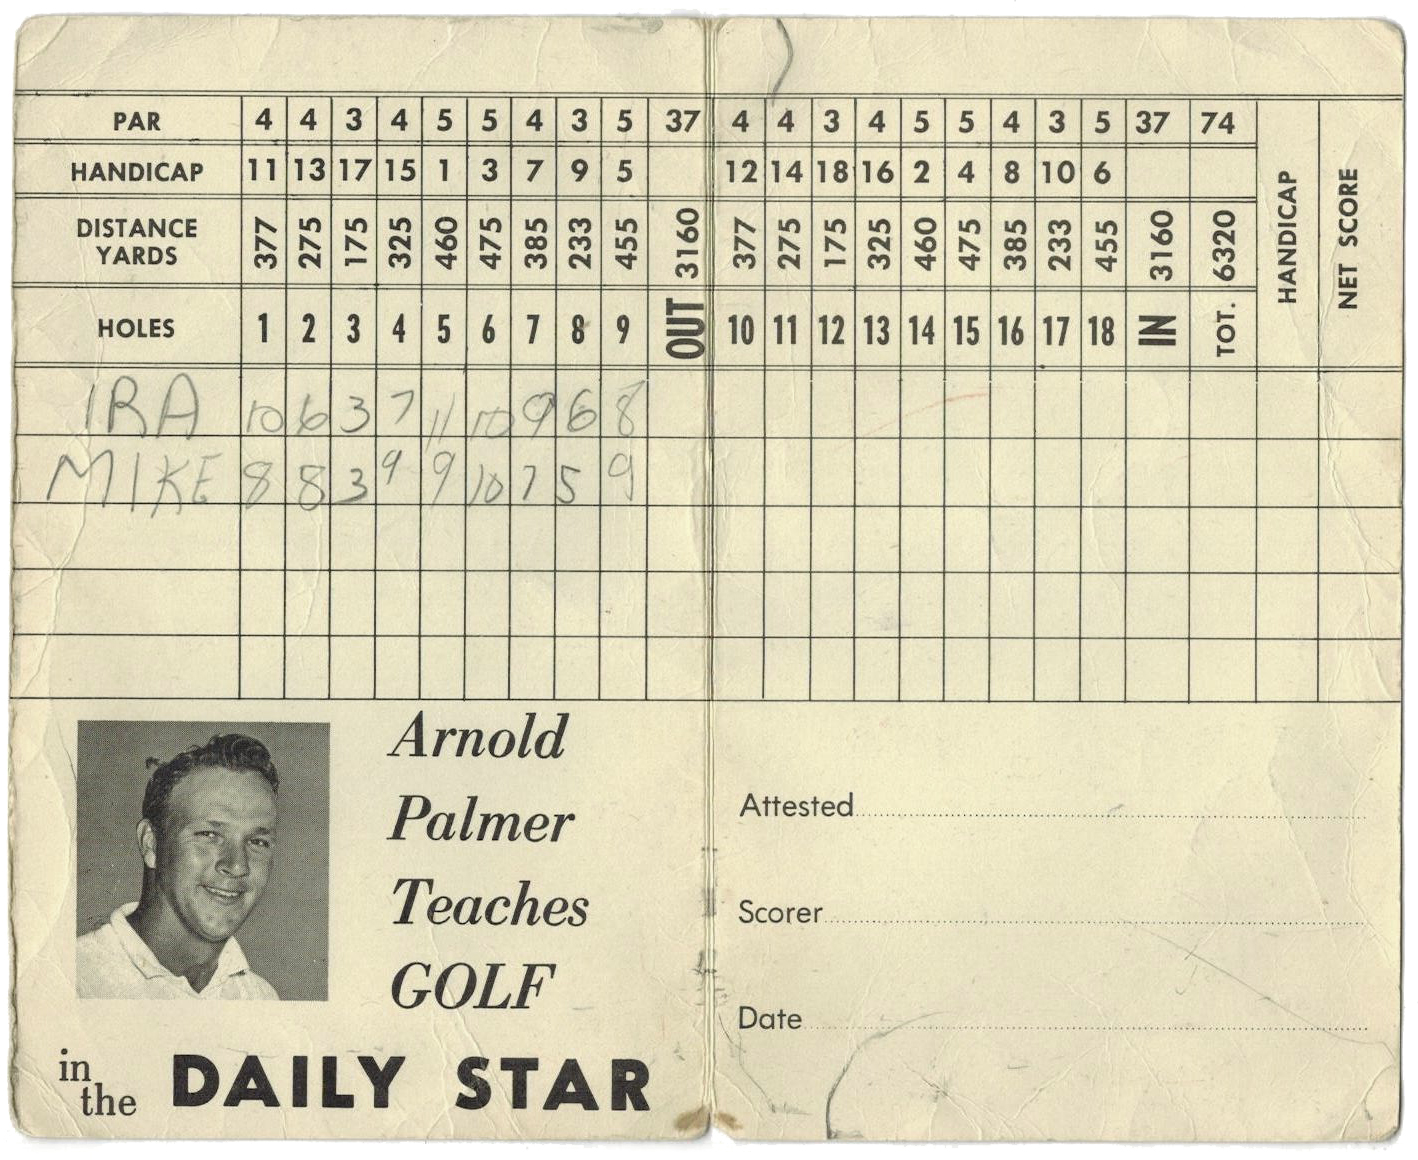 PAR 4 4 3 4 5 5 4 3 5 37 4 4 3 4 5 5 4 3 5 37 74
HANDICAP 11 13 17 15 1 3 7 9 5 12 14 18 16 2 4 8 10 6 HANDICAP NET SCORE
DISTANCE YARDS 377 275 175 325 460 475 385 233 455 3160 377 275 175 325 460 475 385 233 455 3160 6320
HOLES 1 2 3 4 5 6 7 8 9 OUT 10 11 12 13 14 15 16 17 18 IN TOT.
IRA 10 6 3 7 11 10 9 6 8
MIKE 8 8 3 9 9 10 7 5 9
Arnold
Palmer
Teaches
GOLF
in the DAILY STAR
Attested
Scorer
Date